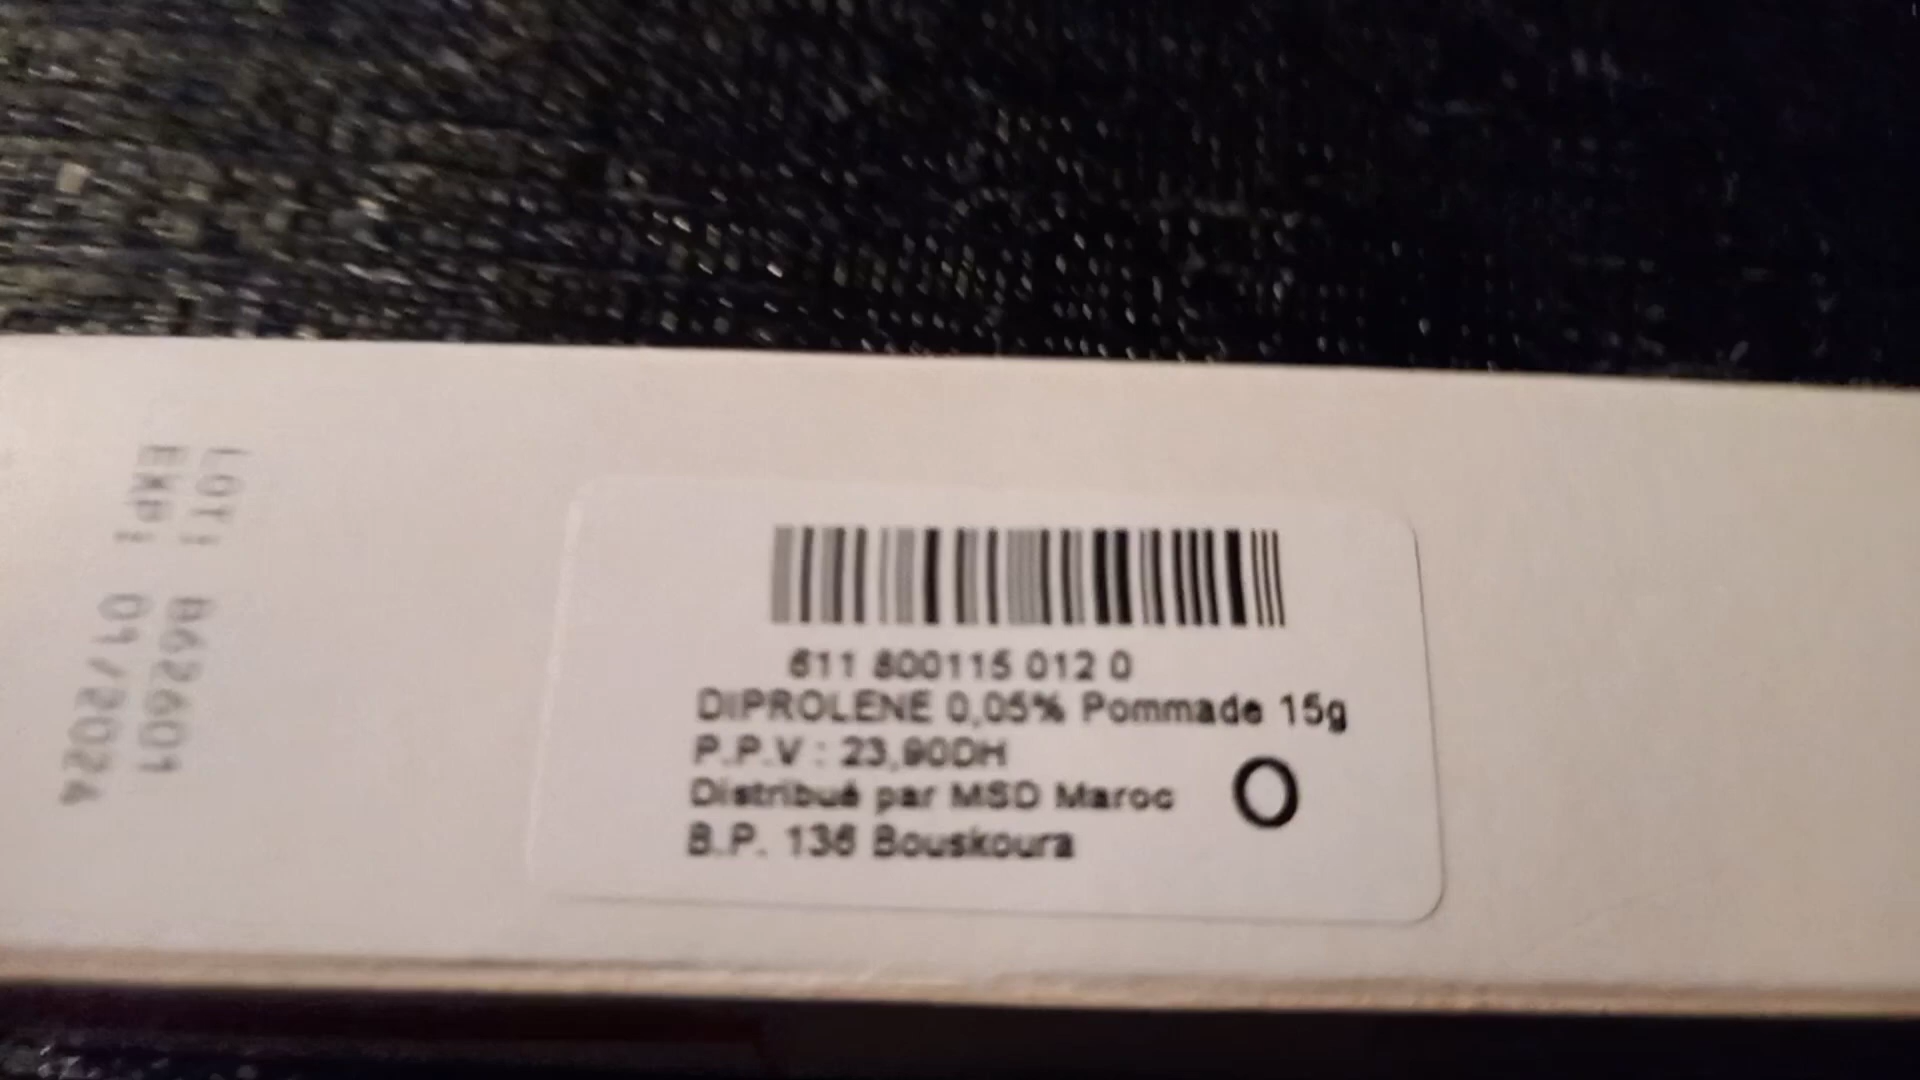 LOT: B626601
EXP: 01/2024
611 800115 012 0
DIPROLENE 0,05% Pommade 15g
P.P.V : 23,90DH
Distribué par MSD Maroc
B.P. 136 Bouskoura
O